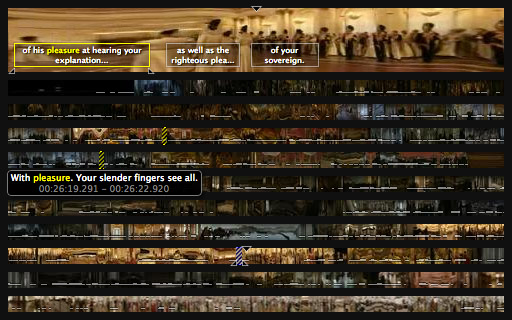 of his pleasure at hearing your
explanation...
as well as the
righteous plea...
of your
sovereign.
With pleasure. Your slender fingers see all.
00:26:19.291 – 00:26:22.920